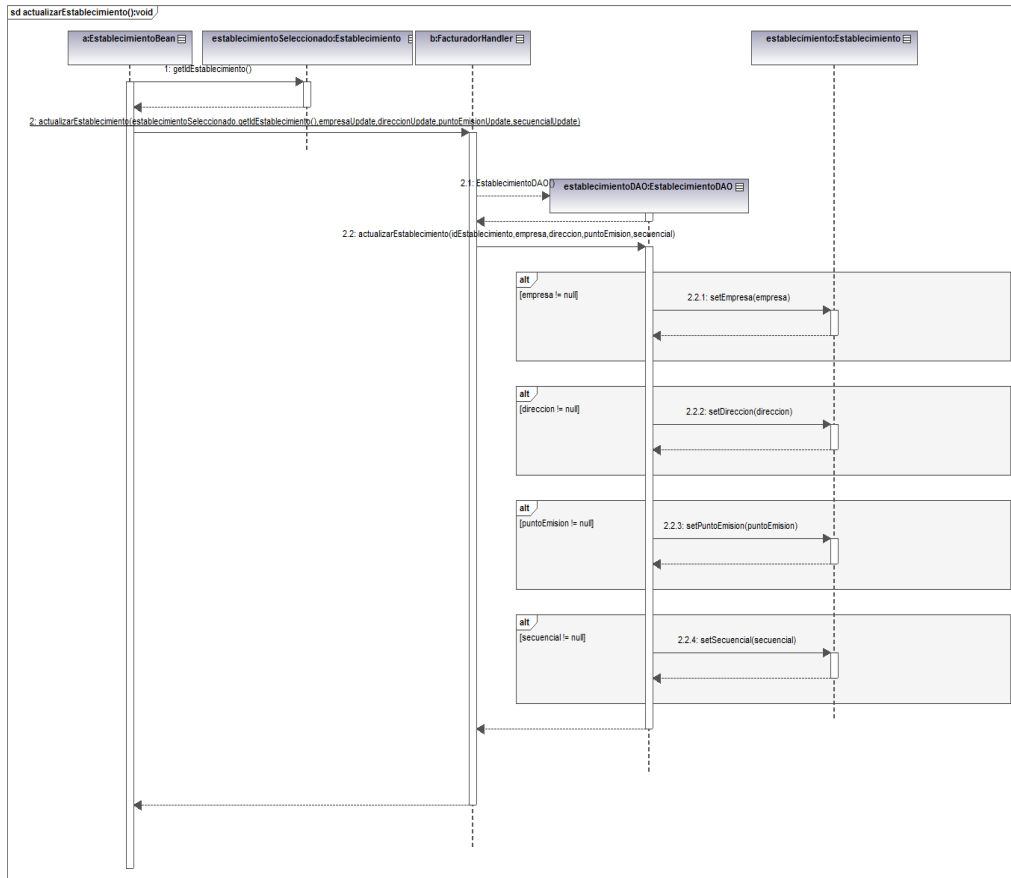 sd actualizarEstablecimiento():void
a:EstablecimientoBean
establecimientoSeleccionado:Establecimiento
b:FacturadorHandler
establecimiento:Establecimiento
1: getIdEstablecimiento()
2: actualizarEstablecimiento(establecimientoSeleccionado.getIdEstablecimiento(),empresaUpdate,direccionUpdate,puntoEmisionUpdate,secuencialUpdate)
2.1: EstablecimientoDAO()
establecimientoDAO:EstablecimientoDAO
2.2: actualizarEstablecimiento(idEstablecimiento,empresa,direccion,puntoEmision,secuencial)
alt
[empresa != null]
2.2.1: setEmpresa(empresa)
alt
[direccion != null]
2.2.2: setDireccion(direccion)
alt
[puntoEmision != null]
2.2.3: setPuntoEmision(puntoEmision)
alt
[secuencial != null]
2.2.4: setSecuencial(secuencial)